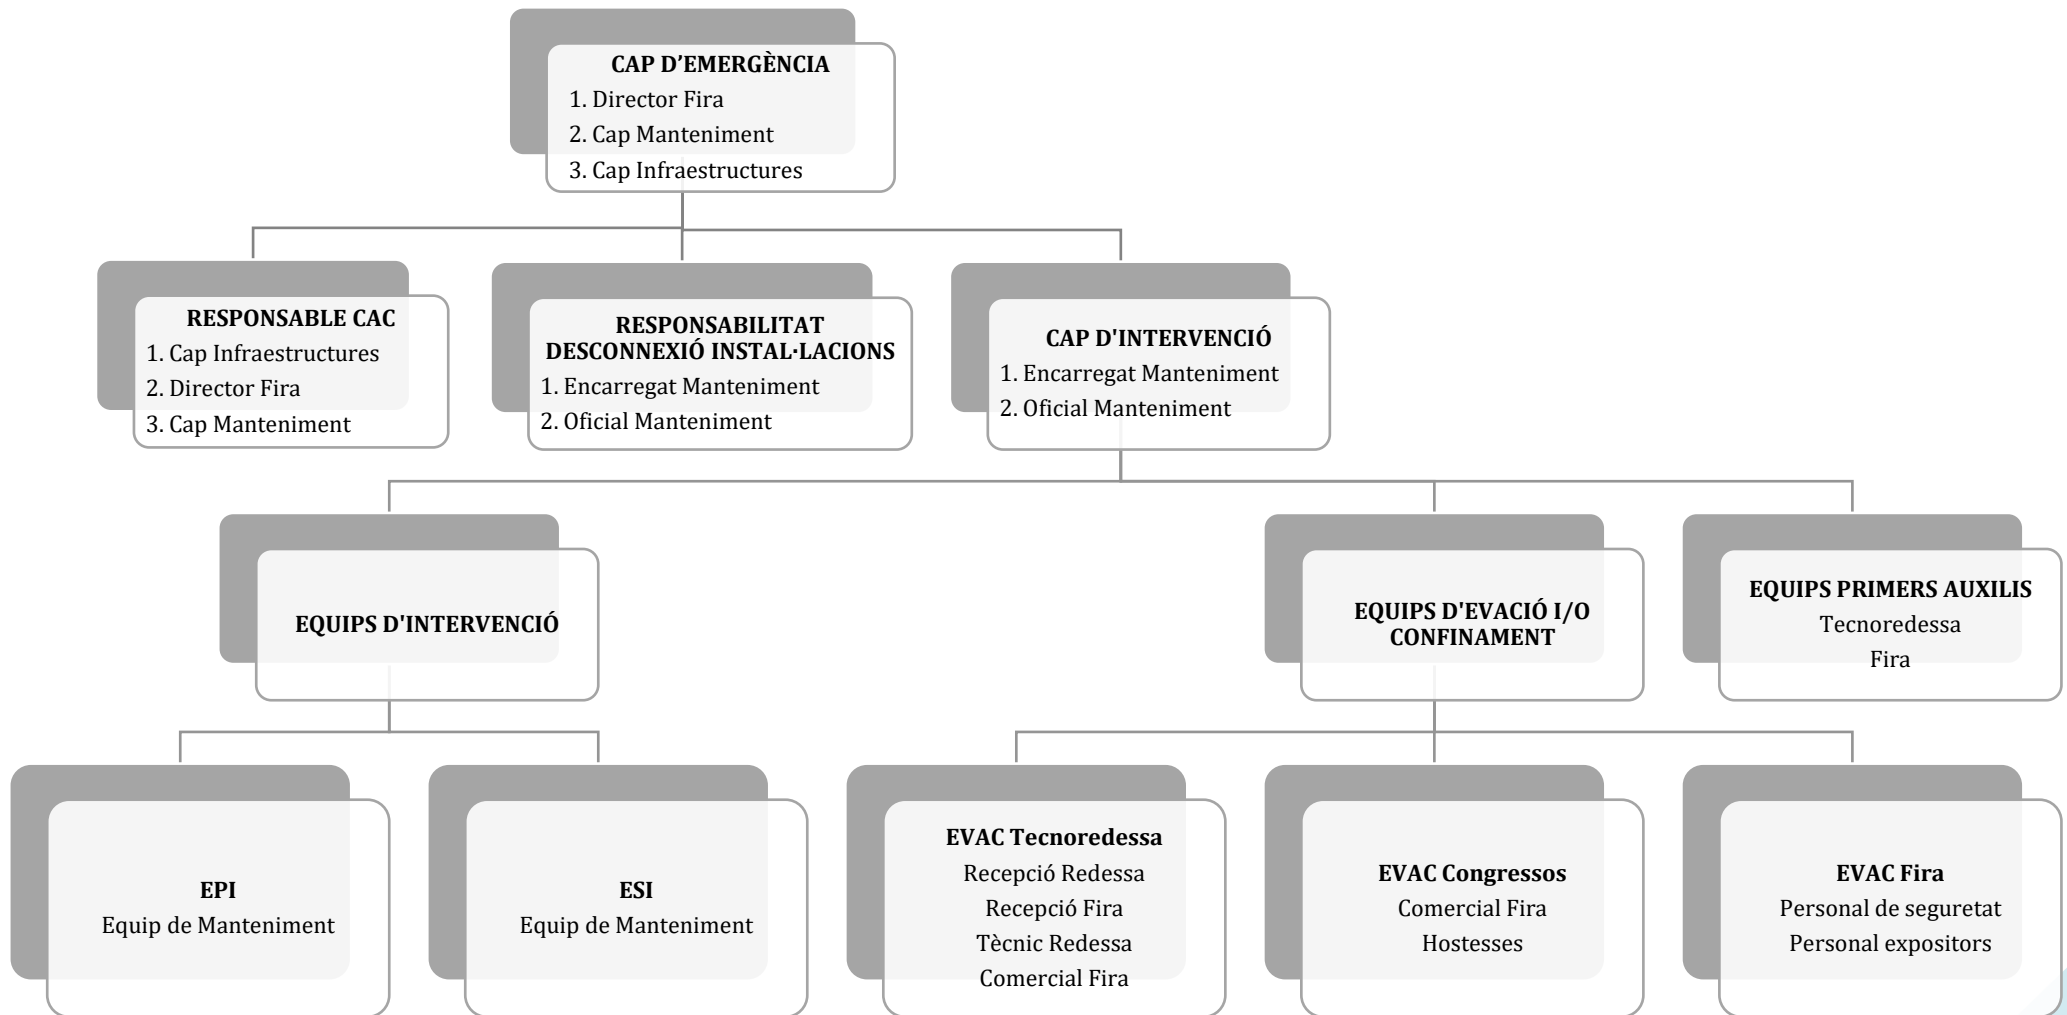 CAP D’EMERGÈNCIA
1. Director Fira
2. Cap Manteniment
3. Cap Infraestructures
RESPONSABLE CAC
1. Cap Infraestructures
2. Director Fira
3. Cap Manteniment
RESPONSABILITAT
DESCONNEXIÓ INSTAL·LACIONS
1. Encarregat Manteniment
2. Oficial Manteniment
CAP D'INTERVENCIÓ
1. Encarregat Manteniment
2. Oficial Manteniment
EQUIPS D'INTERVENCIÓ
EQUIPS D'EVACIÓ I/O
CONFINAMENT
EQUIPS PRIMERS AUXILIS
Tecnoredessa
Fira
EPI
Equip de Manteniment
ESI
Equip de Manteniment
EVAC Tecnoredessa
Recepció Redessa
Recepció Fira
Tècnic Redessa
Comercial Fira
EVAC Congressos
Comercial Fira
Hostesses
EVAC Fira
Personal de seguretat
Personal expositors